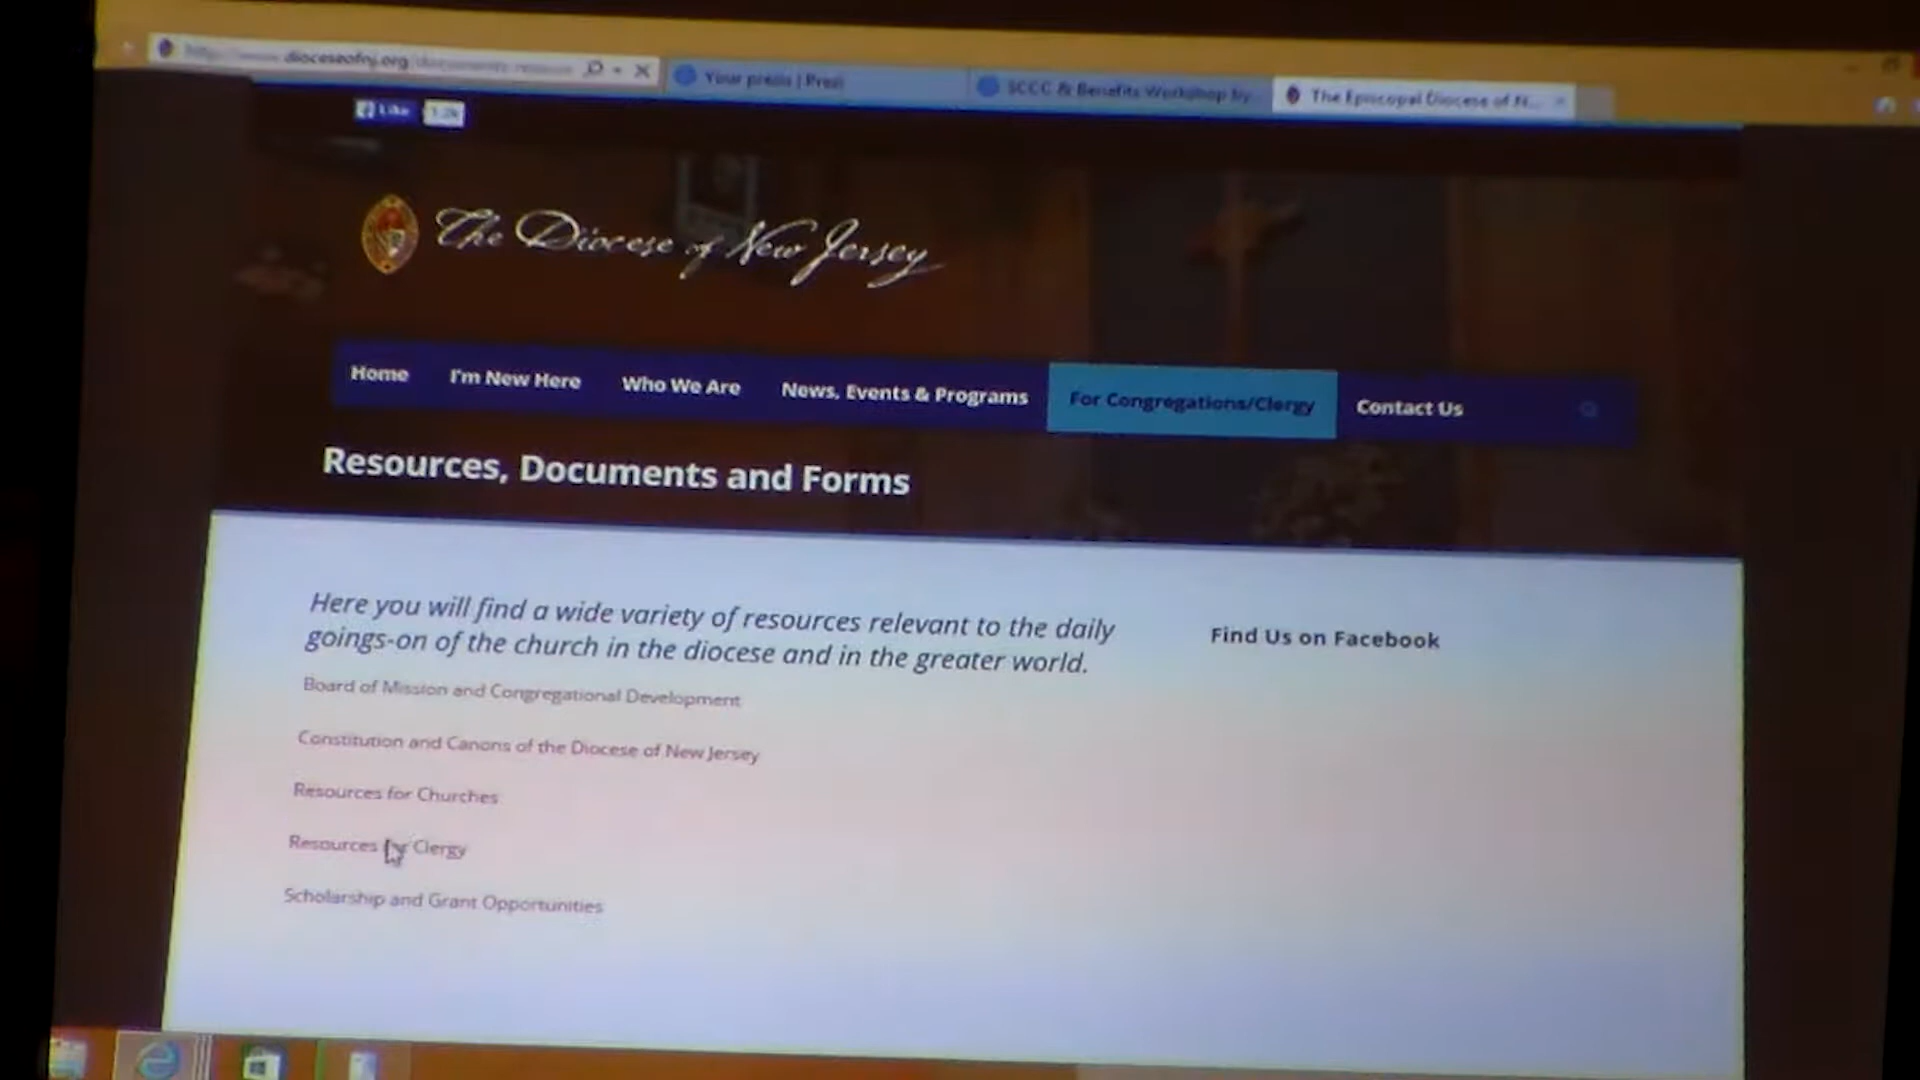 dioceseofnj.org
Your prezis | Prezi
SCCC & Benefits Workshop by
The Episcopal Diocese of N...
Like
The Diocese of New Jersey
Home
I'm New Here
Who We Are
News, Events & Programs
For Congregations/Clergy
Contact Us
Resources, Documents and Forms
Here you will find a wide variety of resources relevant to the daily
goings-on of the church in the diocese and in the greater world.
Find Us on Facebook
Board of Mission and Congregational Development
Constitution and Canons of the Diocese of New Jersey
Resources for Churches
Resources for Clergy
Scholarship and Grant Opportunities